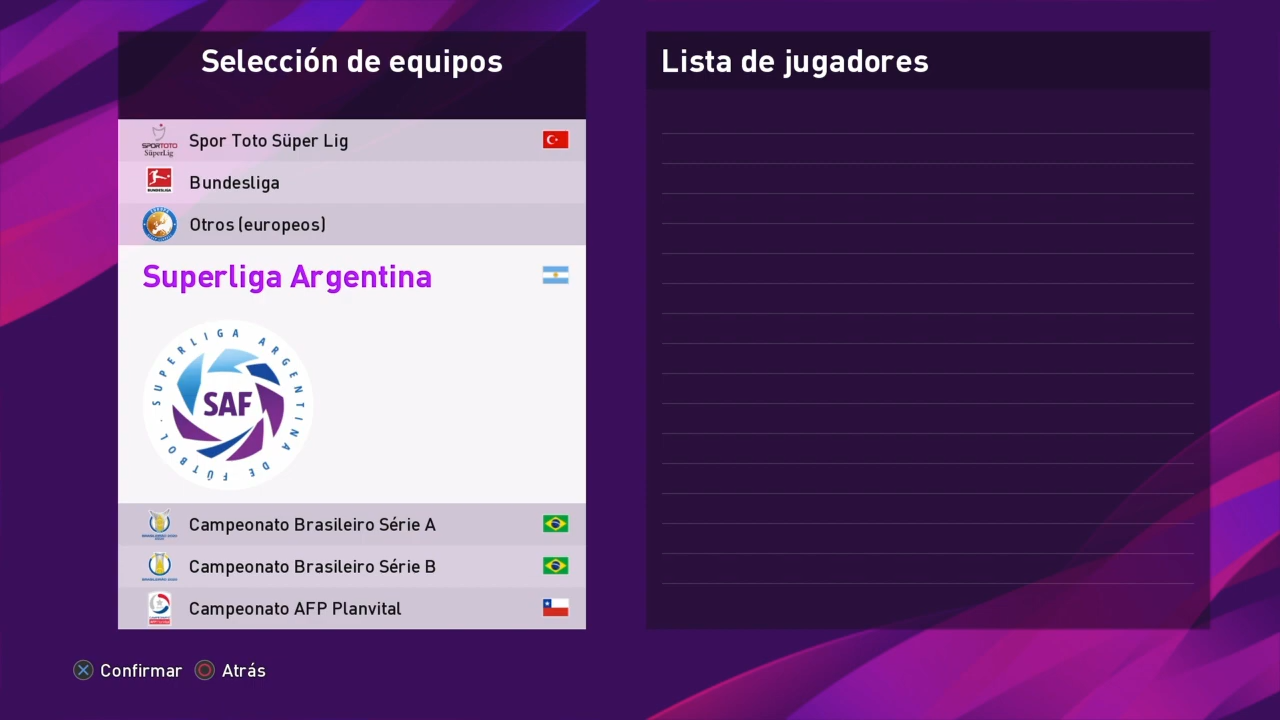 Selección de equipos
Lista de jugadores
SPORTOTO
SüperLig
Spor Toto Süper Lig
BUNDESLIGA
Bundesliga
Otros (europeos)
Superliga Argentina
SUPERLIGA ARGENTINA DE FÚTBOL
SAF
Campeonato Brasileiro Série A
Campeonato Brasileiro Série B
Campeonato AFP Planvital
Confirmar
Atrás